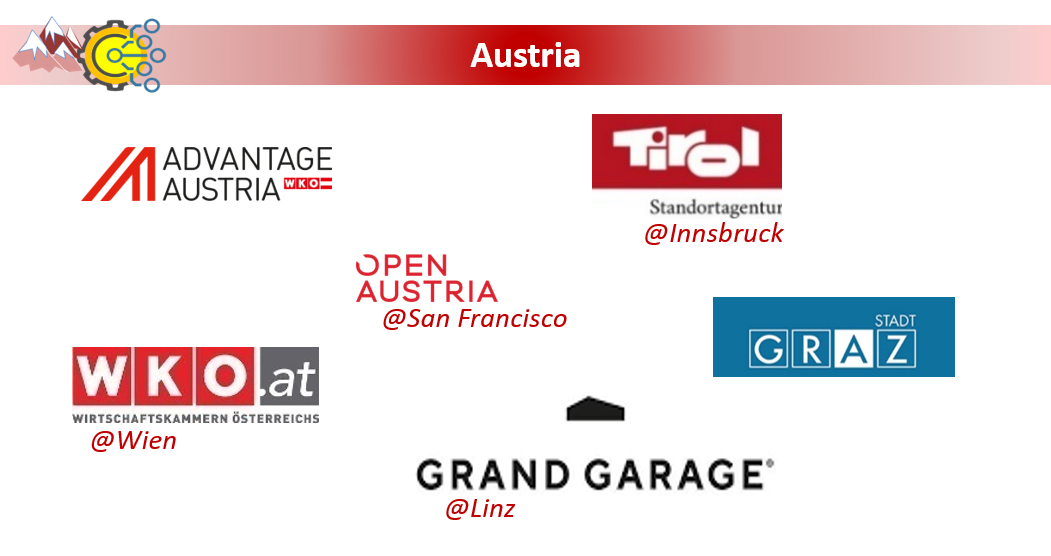 Austria
ADVANTAGE
AUSTRIA WKO
Tirol
Standortagentur
@Innsbruck
OPEN
AUSTRIA
@San Francisco
STADT
GRAZ
WKO.at
WIRTSCHAFTSKAMMERN ÖSTERREICHS
@Wien
GRAND GARAGE®
@Linz